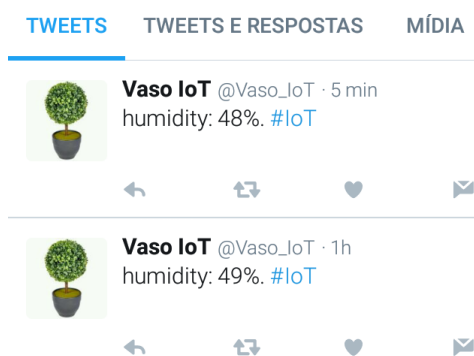 TWEETS TWEETS E RESPOSTAS MÍDIA
Vaso IoT @Vaso_IoT · 5 min
humidity: 48%. #IoT
Vaso IoT @Vaso_IoT · 1h
humidity: 49%. #IoT